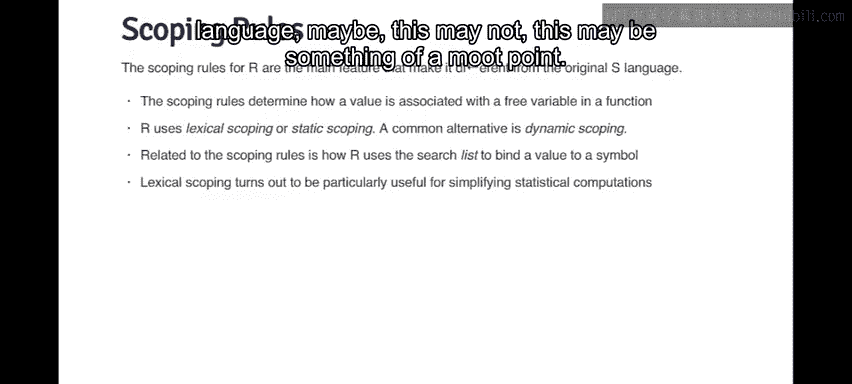 Scoping Rules
language, maybe, this may not, this may be
something of a moot point.
The scoping rules for R are the main feature that make it different from the original S language.
· The scoping rules determine how a value is associated with a free variable in a function
· R uses lexical scoping or static scoping. A common alternative is dynamic scoping.
· Related to the scoping rules is how R uses the search list to bind a value to a symbol
· Lexical scoping turns out to be particularly useful for simplifying statistical computations